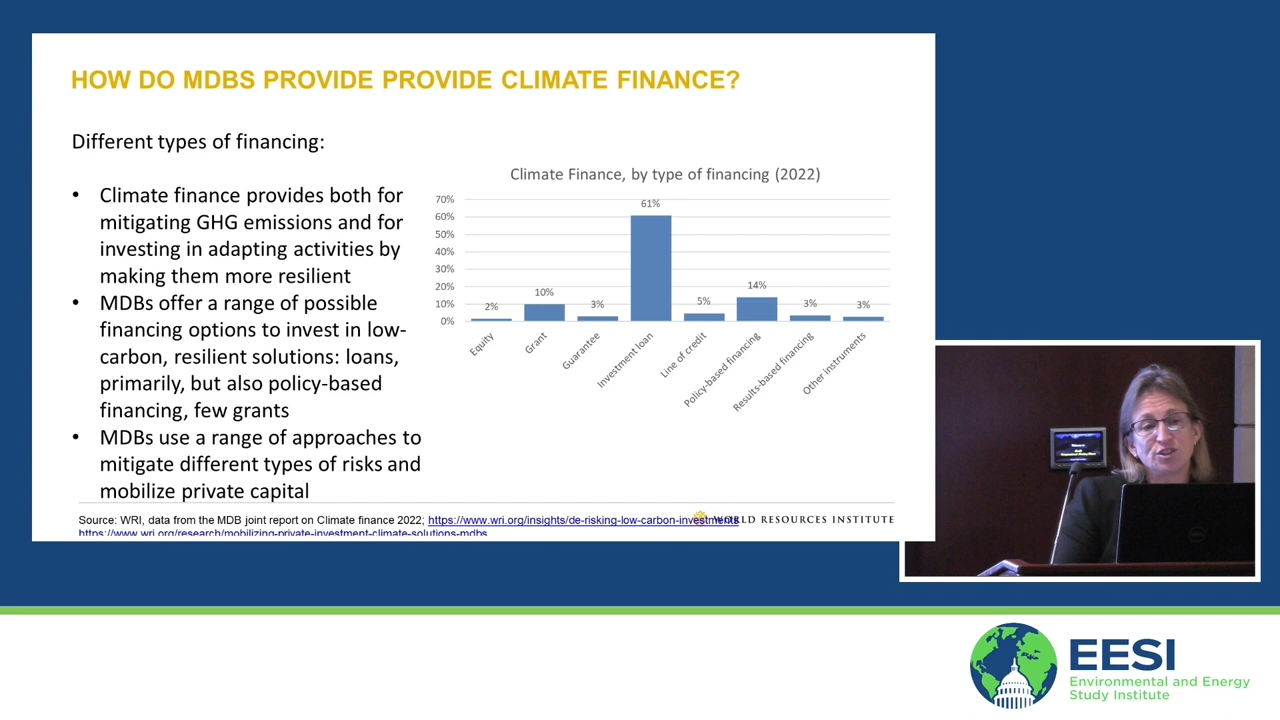 HOW DO MDBS PROVIDE PROVIDE CLIMATE FINANCE?
Different types of financing:
• Climate finance provides both for
mitigating GHG emissions and for
investing in adapting activities by
making them more resilient
• MDBs offer a range of possible
financing options to invest in low-
carbon, resilient solutions: loans,
primarily, but also policy-based
financing, few grants
• MDBs use a range of approaches to
mitigate different types of risks and
mobilize private capital
Climate Finance, by type of financing (2022)
70%
60%
50%
40%
30%
20%
10%
0%
2%
10%
3%
61%
5%
14%
3%
3%
Equity
Grant
Guarantee
Investment loan
Line of credit
Policy-based financing
Results-based financing
Other instruments
Source: WRI, data from the MDB joint report on Climate finance 2022; https://www.wri.org/insights/de-risking-low-carbon-investments
https://www.wri.org/research/mobilizing-private-investment-climate-solutions-mdbs
WORLD RESOURCES INSTITUTE
DELL
EESI
Environmental and Energy
Study Institute